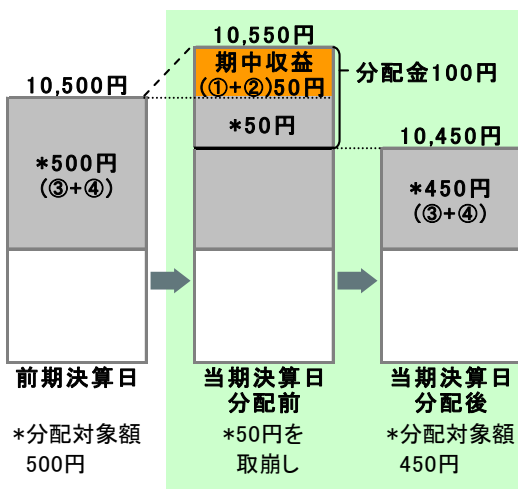 10,550円
期中収益
(①+②)50円
分配金100円
10,500円
*50円
10,450円
*500円
(③+④)
*450円
(③+④)
前期決算日
当期決算日
分配前
当期決算日
分配後
*分配対象額
500円
*50円を
取崩し
*分配対象額
450円